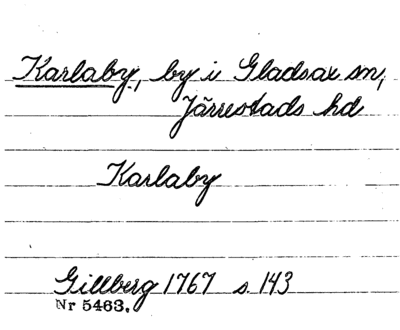 Karlaby, by i Gladsax sn,
Järrestads hd
Karlaby
Gillberg 1767 s. 143
Nr 5463.